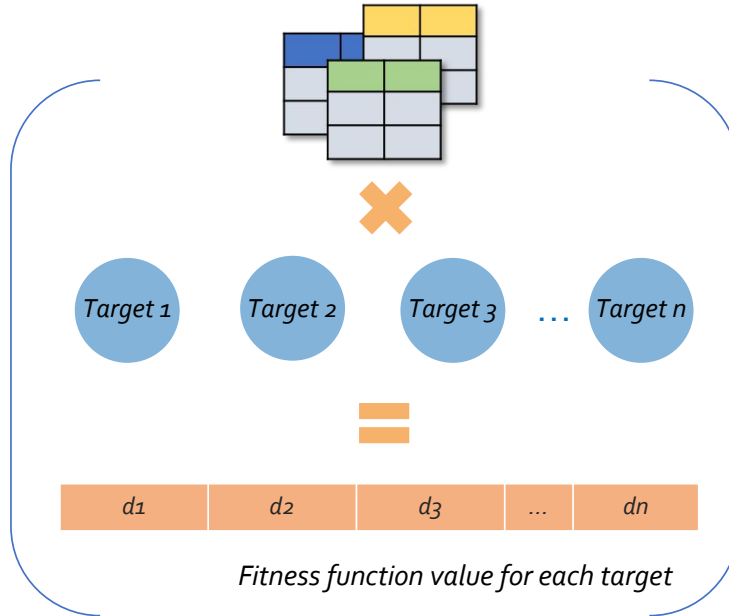 Target 1 Target 2 Target 3 ... Target n
d1 d2 d3 ... dn
Fitness function value for each target